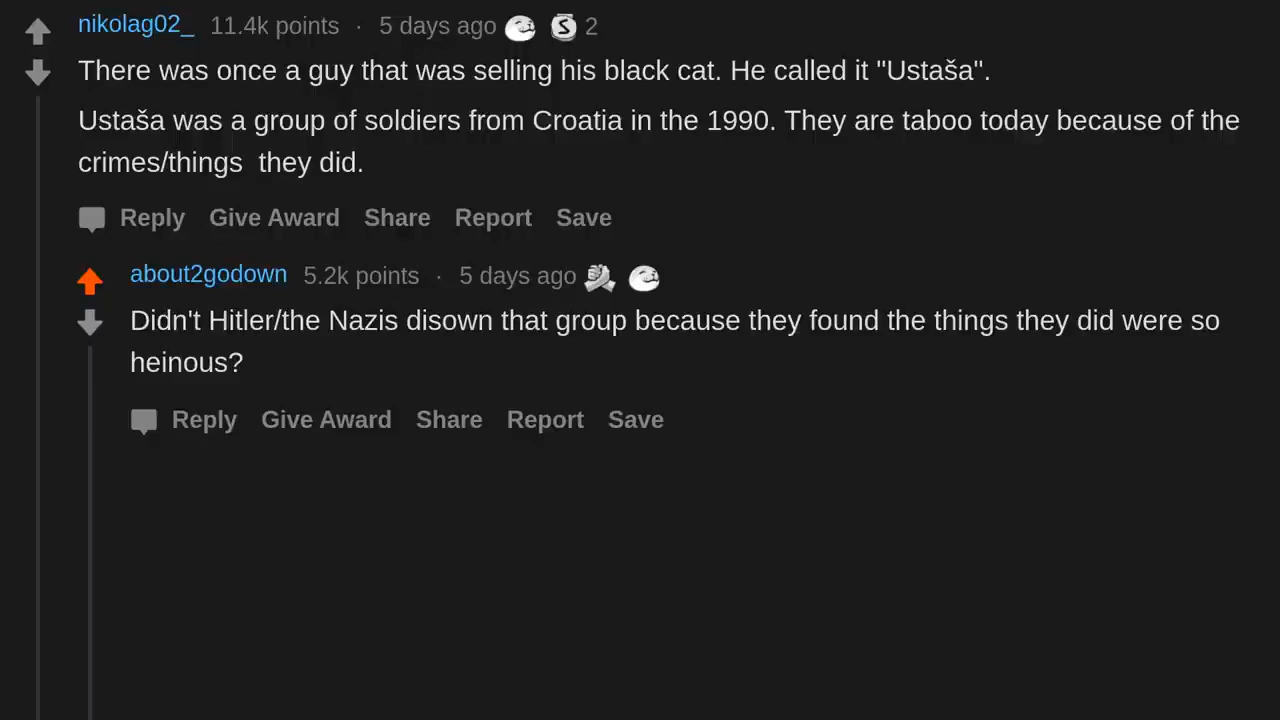 nikolag02_ 11.4k points · 5 days ago 2
There was once a guy that was selling his black cat. He called it "Ustaša".
Ustaša was a group of soldiers from Croatia in the 1990. They are taboo today because of the
crimes/things they did.
Reply Give Award Share Report Save
about2godown 5.2k points · 5 days ago
Didn't Hitler/the Nazis disown that group because they found the things they did were so
heinous?
Reply Give Award Share Report Save